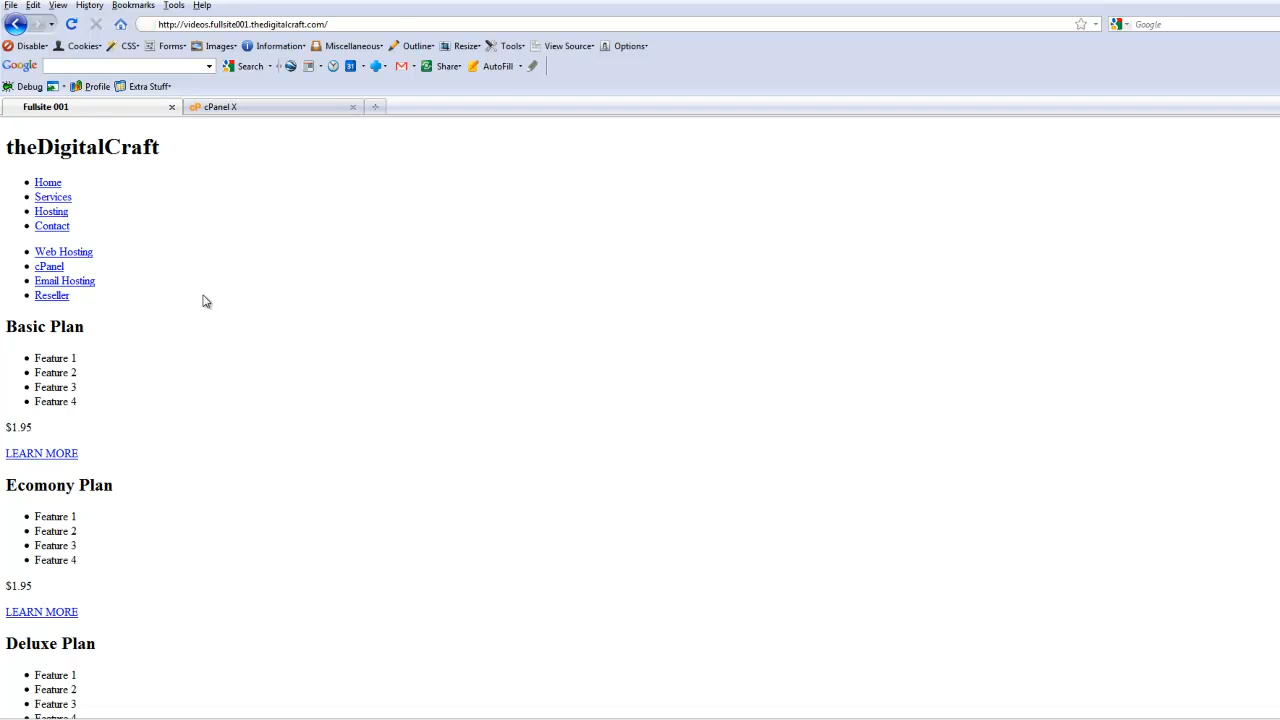 File Edit View History Bookmarks Tools Help
http://videos.fullsite001.thedigitalcraft.com/ Google
Disable Cookies CSS Forms Images Information Miscellaneous Outline Resize Tools View Source Options
Google Search 31 Share AutoFill
Debug Profile Extra Stuff
Fullsite 001 cP cPanel X
theDigitalCraft
Home
Services
Hosting
Contact
Web Hosting
cPanel
Email Hosting
Reseller
Basic Plan
Feature 1
Feature 2
Feature 3
Feature 4
$1.95
LEARN MORE
Ecomony Plan
Feature 1
Feature 2
Feature 3
Feature 4
$1.95
LEARN MORE
Deluxe Plan
Feature 1
Feature 2
Feature 3
Feature 4